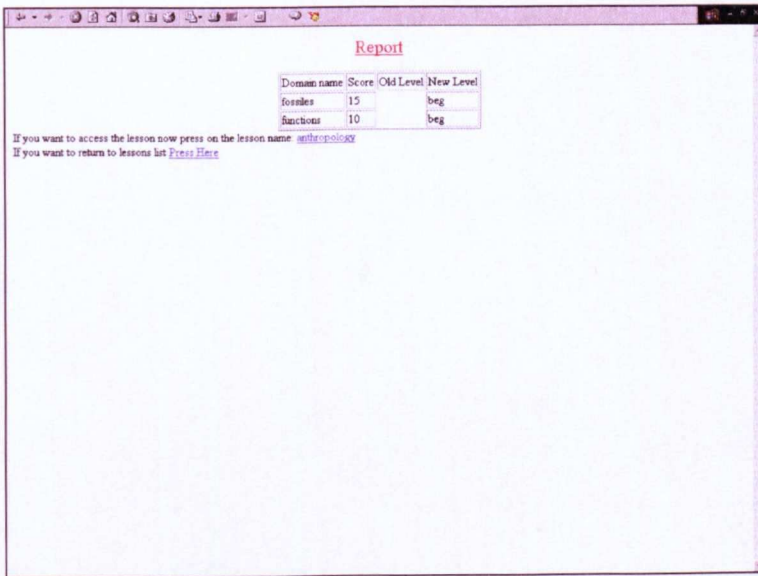 Report
Domain name Score Old Level New Level
fossiles 15 beg
functions 10 beg
If you want to access the lesson now press on the lesson name: anthropology
If you want to return to lessons list Press Here